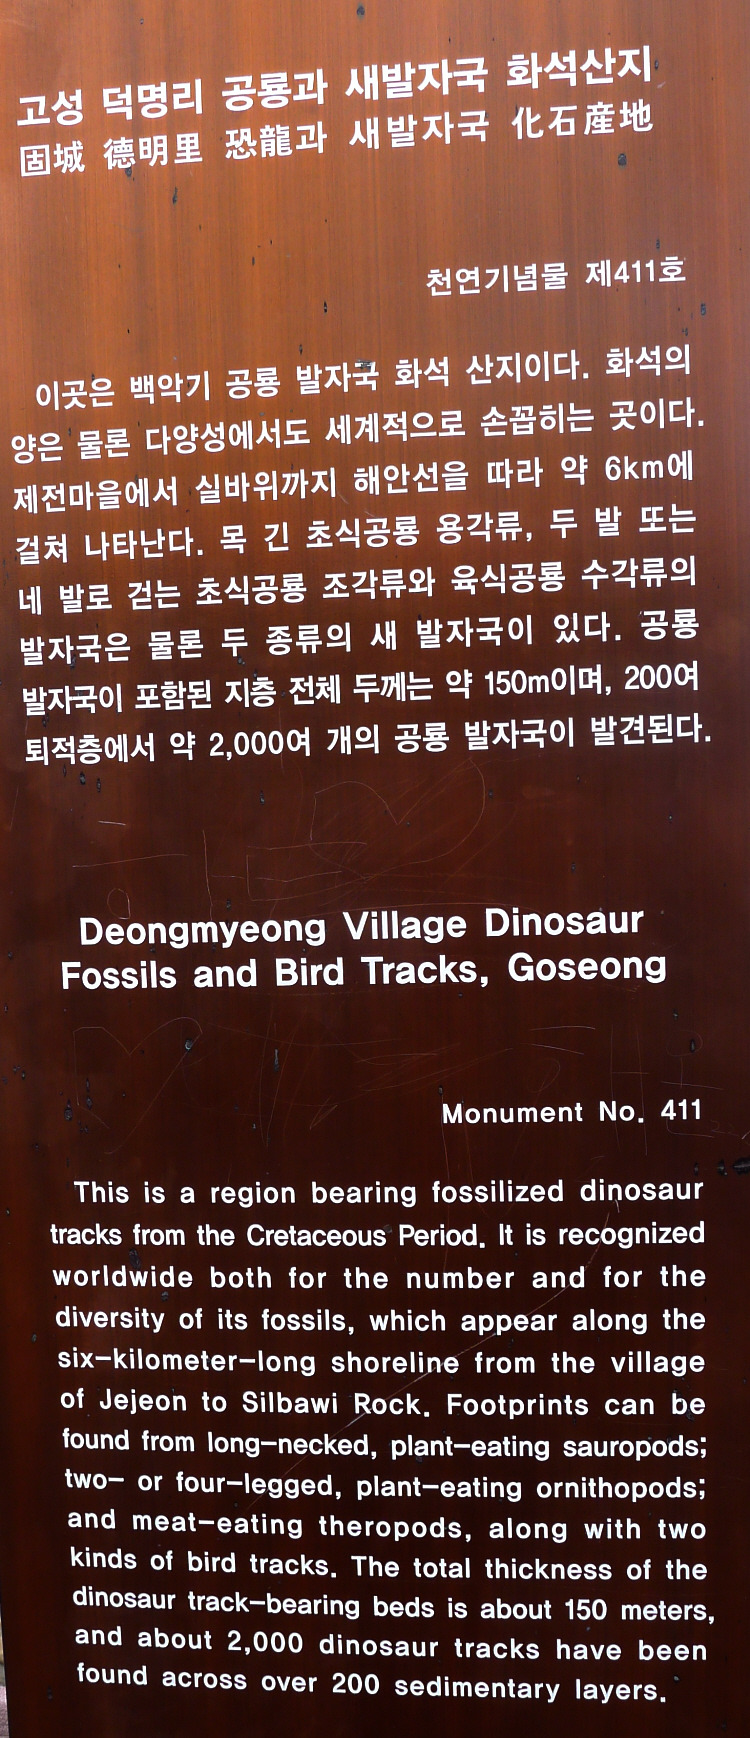 고성 덕명리 공룡과 새발자국 화석산지
固城 德明里 恐龍과 새발자국 化石産地
천연기념물 제411호
이곳은 백악기 공룡 발자국 화석 산지이다. 화석의
양은 물론 다양성에서도 세계적으로 손꼽히는 곳이다.
제전마을에서 실바위까지 해안선을 따라 약 6km에
걸쳐 나타난다. 목 긴 초식공룡 용각류, 두 발 또는
네 발로 걷는 초식공룡 조각류와 육식공룡 수각류의
발자국은 물론 두 종류의 새 발자국이 있다. 공룡
발자국이 포함된 지층 전체 두께는 약 150m이며, 200여
퇴적층에서 약 2,000여 개의 공룡 발자국이 발견된다.
Deongmyeong Village Dinosaur
Fossils and Bird Tracks, Goseong
Monument No. 411
This is a region bearing fossilized dinosaur
tracks from the Cretaceous Period. It is recognized
worldwide both for the number and for the
diversity of its fossils, which appear along the
six-kilometer-long shoreline from the village
of Jejeon to Silbawi Rock. Footprints can be
found from long-necked, plant-eating sauropods;
two- or four-legged, plant-eating ornithopods;
and meat-eating theropods, along with two
kinds of bird tracks. The total thickness of the
dinosaur track-bearing beds is about 150 meters,
and about 2,000 dinosaur tracks have been
found across over 200 sedimentary layers.